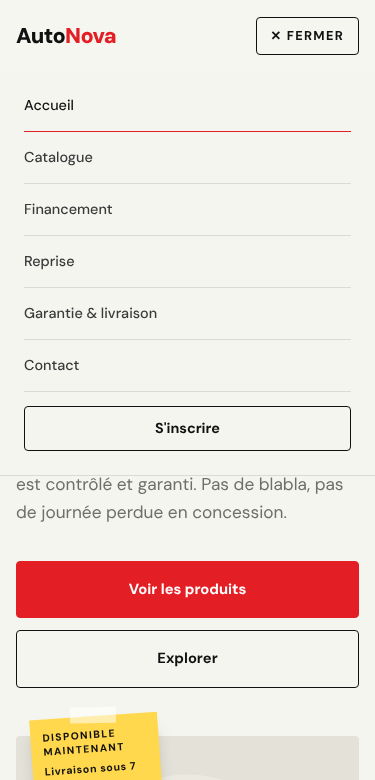 AutoNova
✕ FERMER
Accueil
Catalogue
Financement
Reprise
Garantie & livraison
Contact
S'inscrire
est contrôlé et garanti. Pas de blabla, pas
de journée perdue en concession.
Voir les produits
Explorer
DISPONIBLE
MAINTENANT
Livraison sous 7